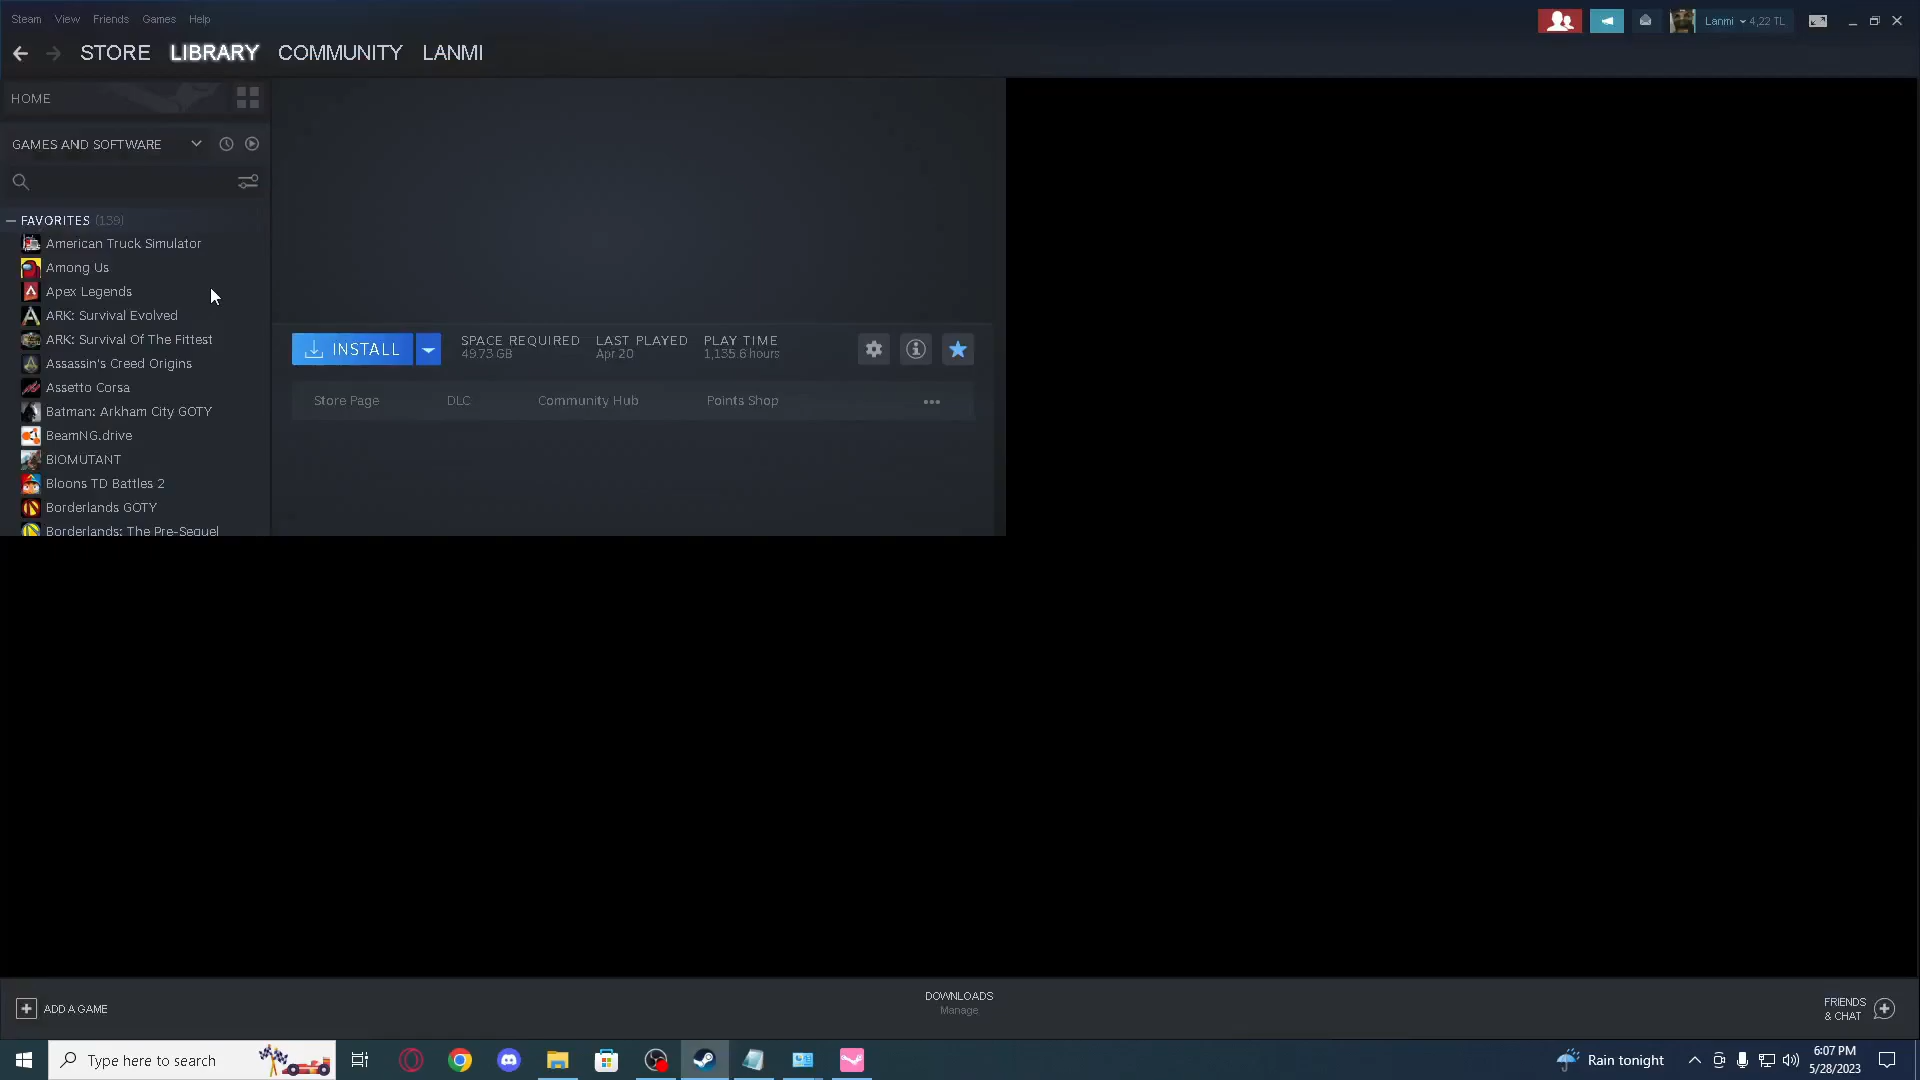 Steam View Friends Games Help
Lanmi 4,22 TL
STORE LIBRARY COMMUNITY LANMI
HOME
GAMES AND SOFTWARE
FAVORITES (139)
American Truck Simulator
Among Us
Apex Legends
ARK: Survival Evolved
ARK: Survival Of The Fittest
Assassin's Creed Origins
Assetto Corsa
Batman: Arkham City GOTY
BeamNG.drive
BIOMUTANT
Bloons TD Battles 2
Borderlands GOTY
Borderlands: The Pre-Sequel
INSTALL
SPACE REQUIRED
49.73 GB
LAST PLAYED
Apr 20
PLAY TIME
1,135.6 hours
Store Page DLC Community Hub Points Shop
ADD A GAME
DOWNLOADS
Manage
FRIENDS
& CHAT
Type here to search
Rain tonight
6:07 PM
5/28/2023